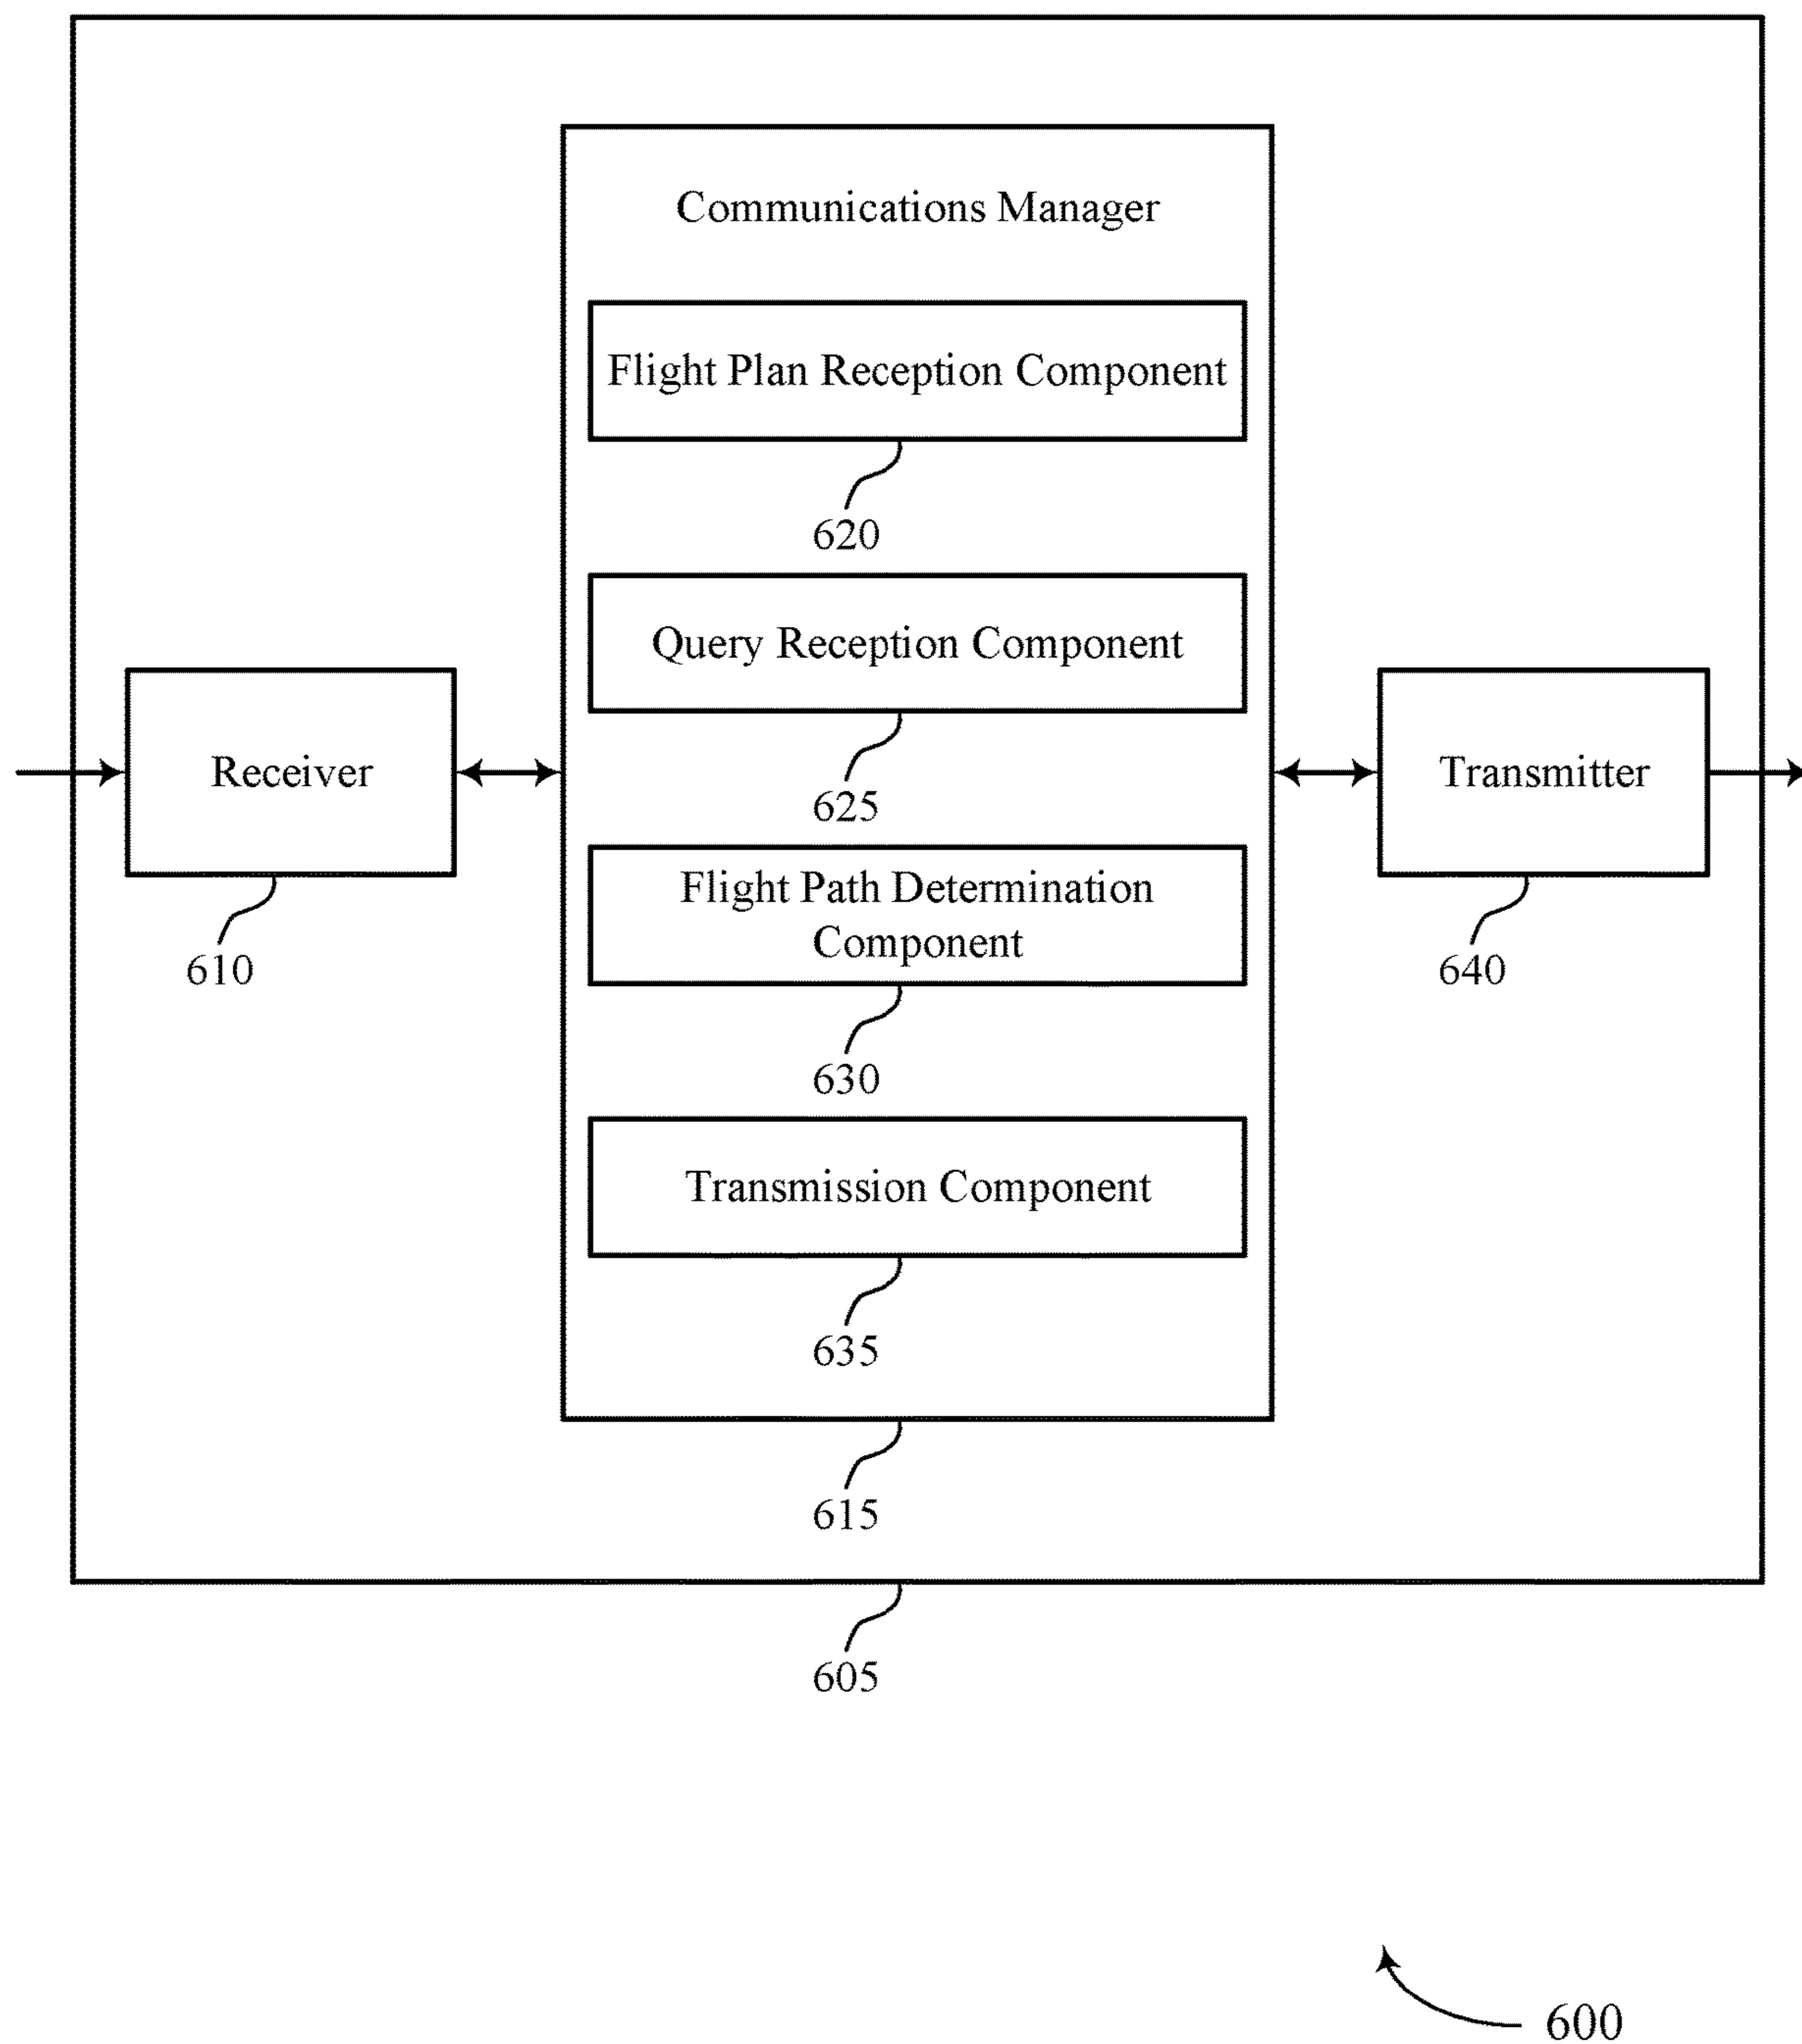 Communications Manager
Flight Plan Reception Component
620
Query Reception Component
625
Receiver
610
Transmitter
640
Flight Path Determination
Component
630
Transmission Component
635
615
605
600